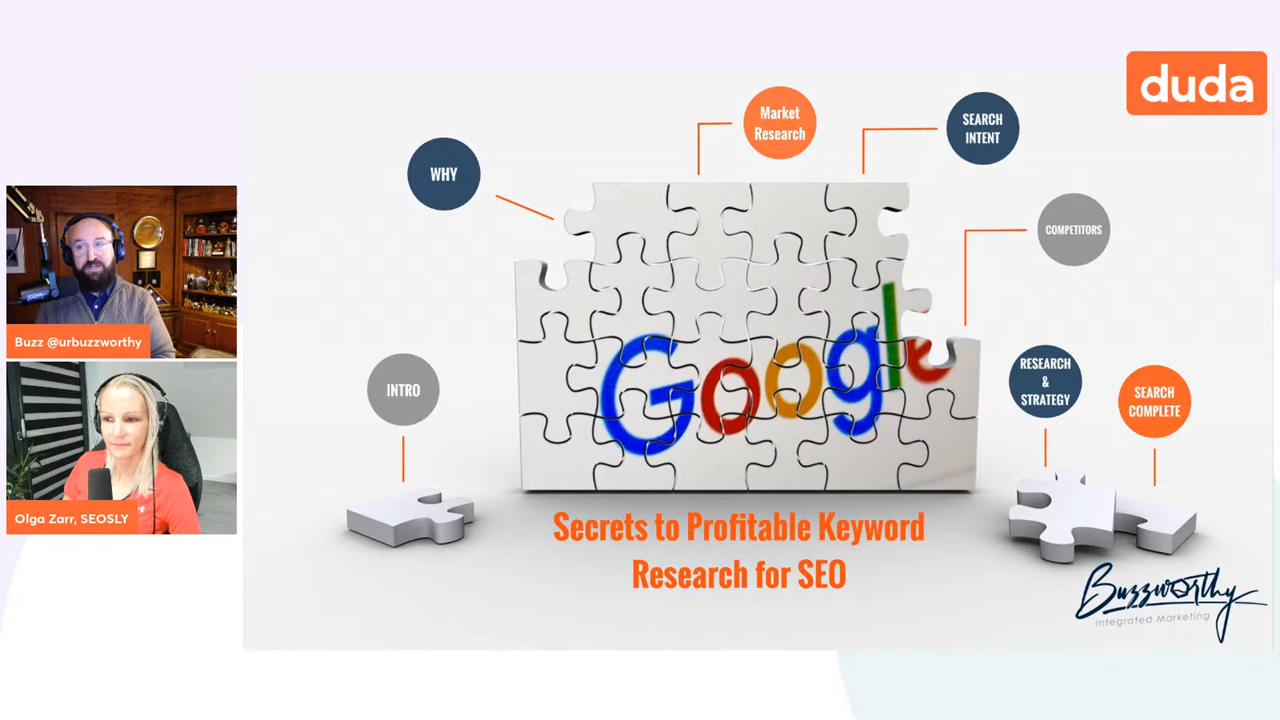 duda
Market
Research
SEARCH
INTENT
WHY
COMPETITORS
INTRO
RESEARCH
&
STRATEGY
SEARCH
COMPLETE
Google
Secrets to Profitable Keyword
Research for SEO
Buzzworthy
Integrated Marketing
Buzz @urbuzzworthy
Olga Zarr, SEOSLY